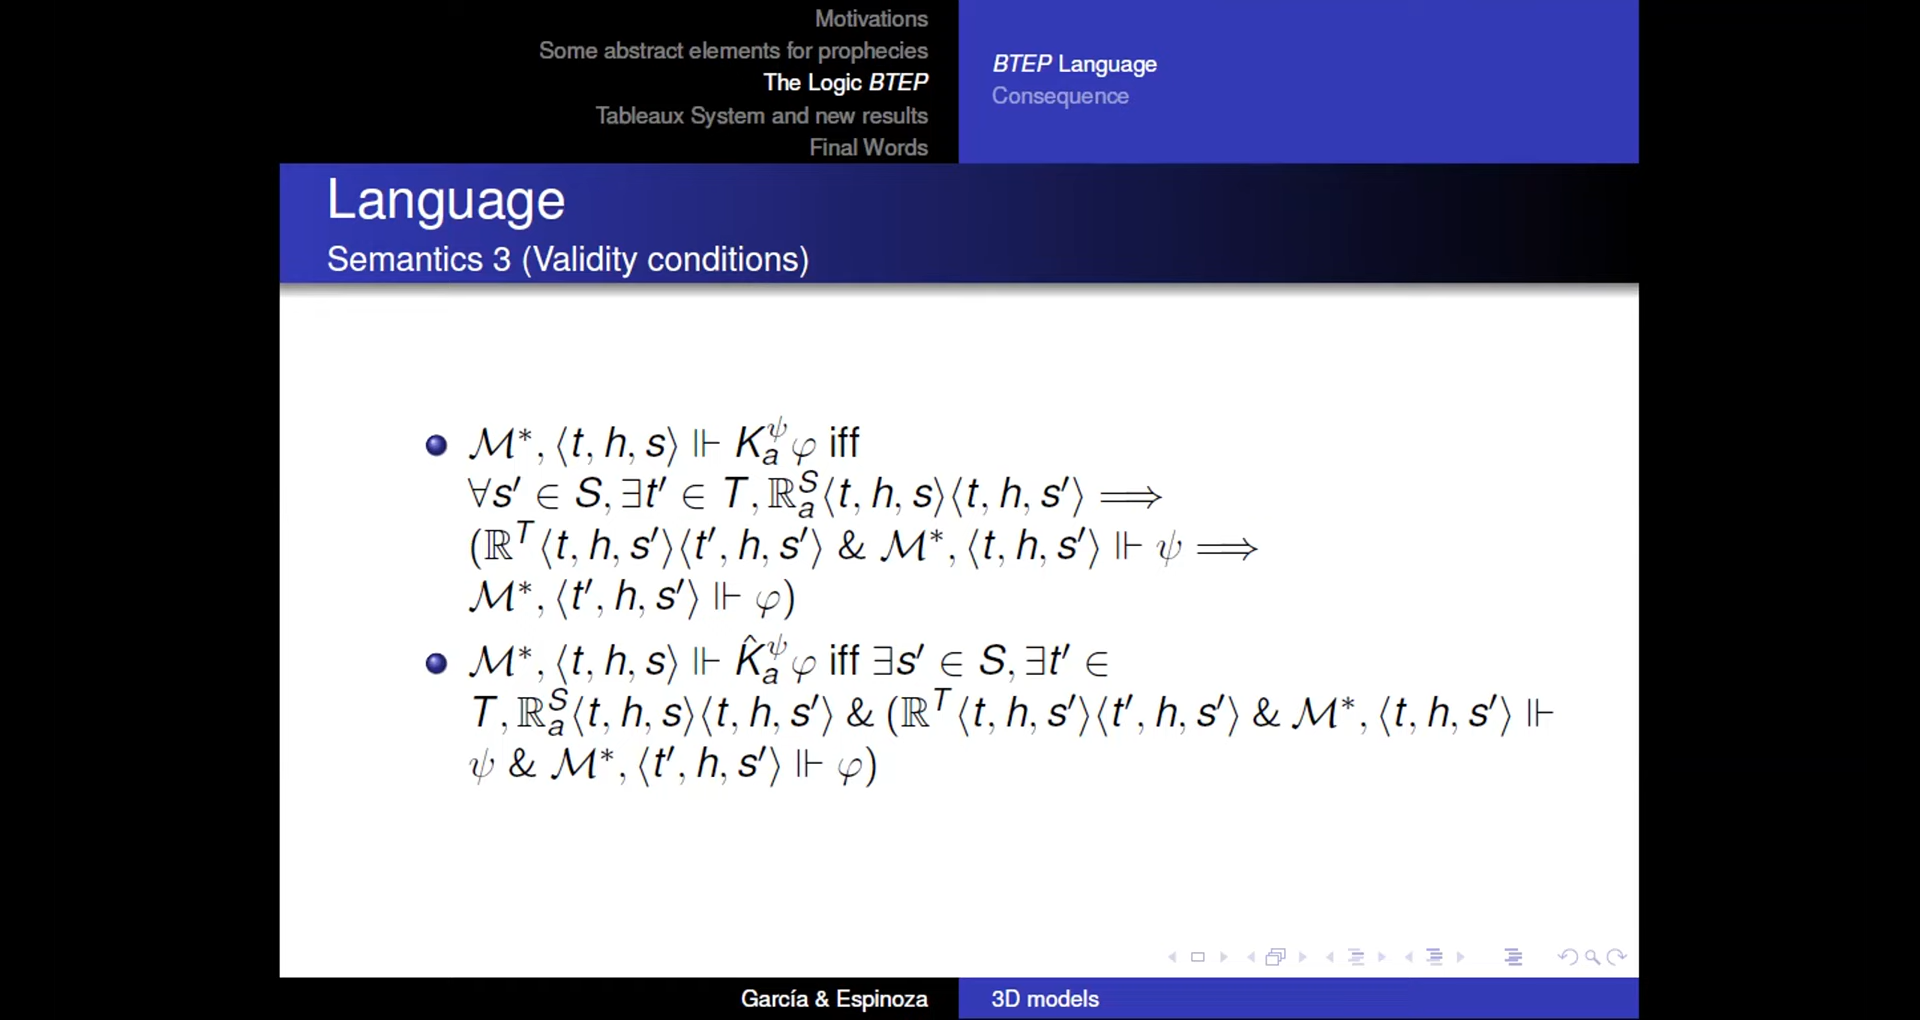 Motivations
Some abstract elements for prophecies
The Logic BTEP
Tableaux System and new results
Final Words
BTEP Language
Consequence
Language
Semantics 3 (Validity conditions)
ℳ*, ⟨t, h, s⟩ ⊩ K_a^ψ φ iff
∀s′ ∈ S, ∃t′ ∈ T, ℝ_a^S⟨t, h, s⟩⟨t, h, s′⟩ ⟹
(ℝ^T⟨t, h, s′⟩⟨t′, h, s′⟩ & ℳ*, ⟨t, h, s′⟩ ⊩ ψ ⟹
ℳ*, ⟨t′, h, s′⟩ ⊩ φ)
ℳ*, ⟨t, h, s⟩ ⊩ K̂_a^ψ φ iff ∃s′ ∈ S, ∃t′ ∈
T, ℝ_a^S⟨t, h, s⟩⟨t, h, s′⟩ & (ℝ^T⟨t, h, s′⟩⟨t′, h, s′⟩ & ℳ*, ⟨t, h, s′⟩ ⊩
ψ & ℳ*, ⟨t′, h, s′⟩ ⊩ φ)
García & Espinoza
3D models